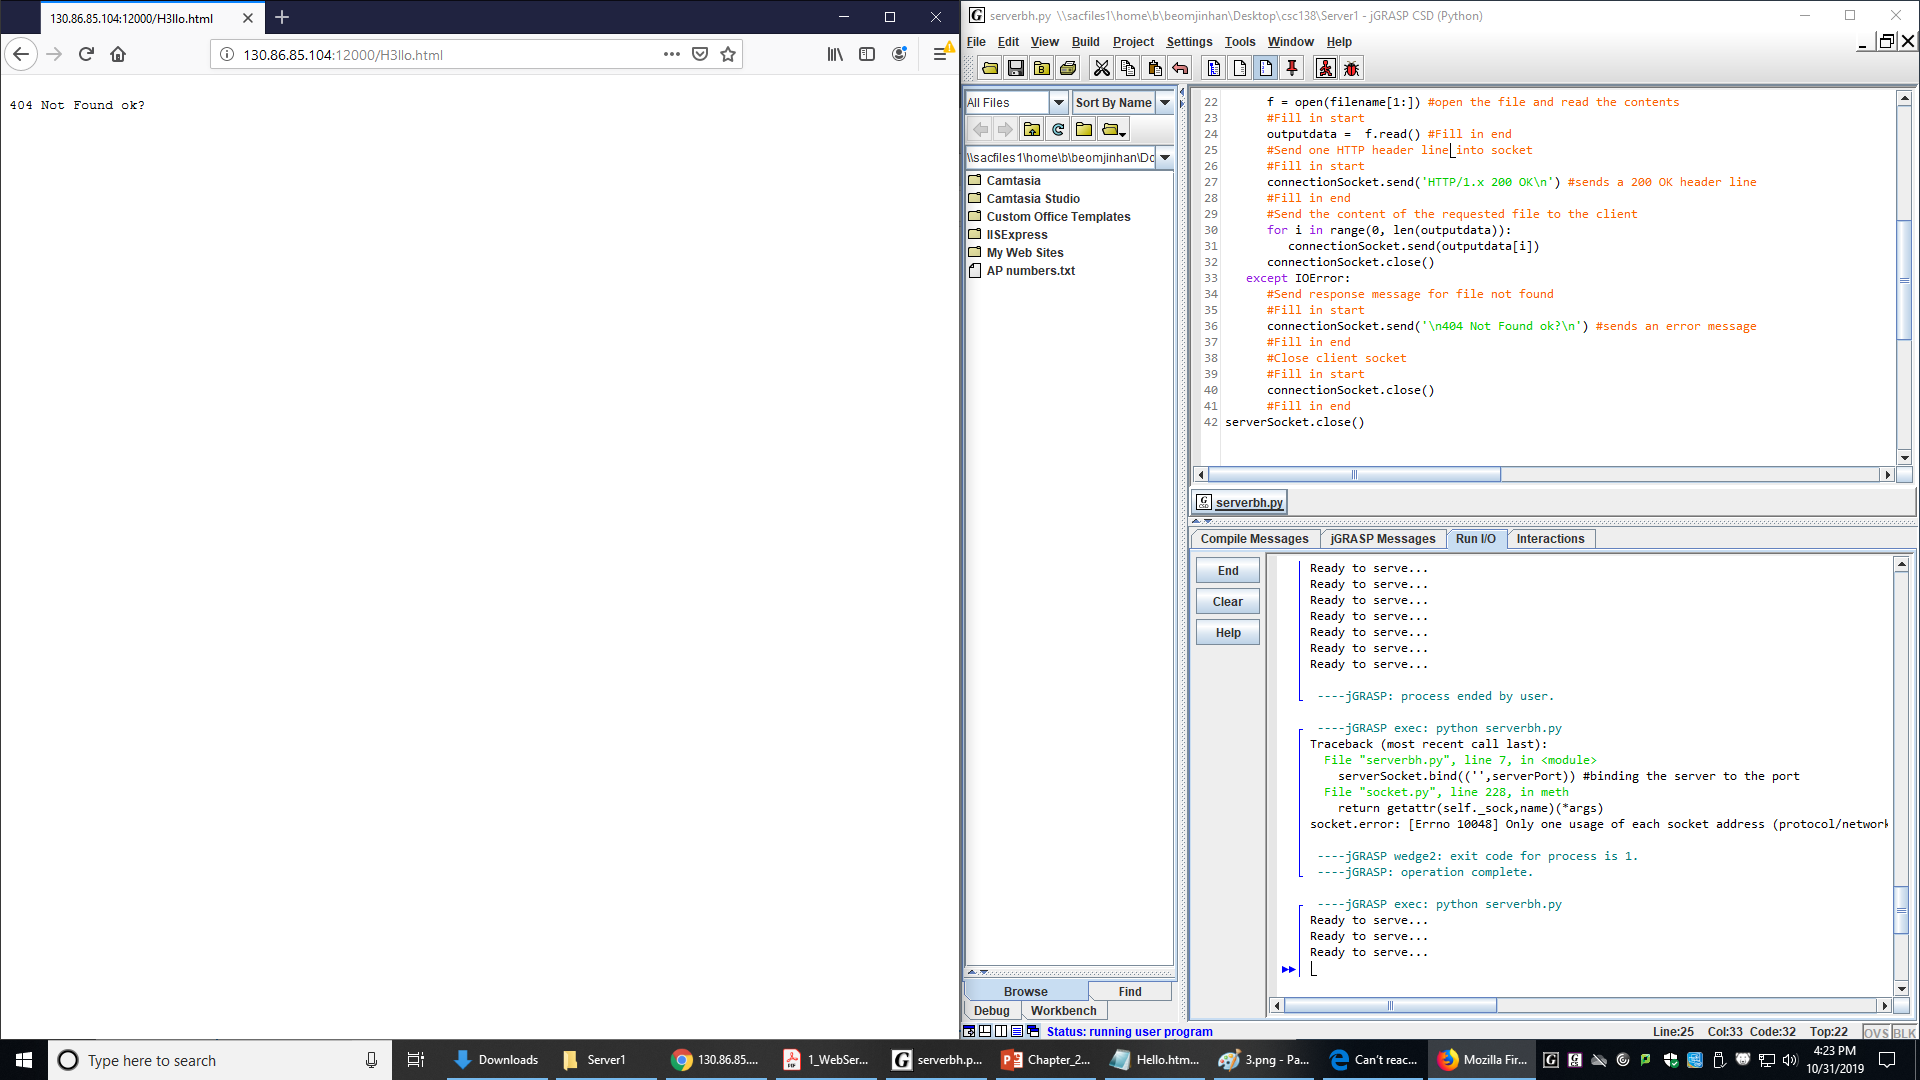 130.86.85.104:12000/H3llo.html
130.86.85.104:12000/H3llo.html
404 Not Found ok?
serverbh.py \\sacfiles1\home\b\beomjinhan\Desktop\csc138\Server1 - jGRASP CSD (Python)
File Edit View Build Project Settings Tools Window Help
All Files Sort By Name
\\sacfiles1\home\b\beomjinhan\Dc
Camtasia
Camtasia Studio
Custom Office Templates
IISExpress
My Web Sites
AP numbers.txt
Browse Find
Debug Workbench
22 f = open(filename[1:]) #open the file and read the contents
23 #Fill in start
24 outputdata = f.read() #Fill in end
25 #Send one HTTP header line into socket
26 #Fill in start
27 connectionSocket.send('HTTP/1.x 200 OK\n') #sends a 200 OK header line
28 #Fill in end
29 #Send the content of the requested file to the client
30 for i in range(0, len(outputdata)):
31 connectionSocket.send(outputdata[i])
32 connectionSocket.close()
33 except IOError:
34 #Send response message for file not found
35 #Fill in start
36 connectionSocket.send('\n404 Not Found ok?\n') #sends an error message
37 #Fill in end
38 #Close client socket
39 #Fill in start
40 connectionSocket.close()
41 #Fill in end
42 serverSocket.close()
serverbh.py
Compile Messages jGRASP Messages Run I/O Interactions
End
Clear
Help
Ready to serve...
Ready to serve...
Ready to serve...
Ready to serve...
Ready to serve...
Ready to serve...
Ready to serve...
----jGRASP: process ended by user.
----jGRASP exec: python serverbh.py
Traceback (most recent call last):
File "serverbh.py", line 7, in <module>
serverSocket.bind(('',serverPort)) #binding the server to the port
File "socket.py", line 228, in meth
return getattr(self._sock,name)(*args)
socket.error: [Errno 10048] Only one usage of each socket address (protocol/network
----jGRASP wedge2: exit code for process is 1.
----jGRASP: operation complete.
----jGRASP exec: python serverbh.py
Ready to serve...
Ready to serve...
Ready to serve...
Status: running user program
Line:25 Col:33 Code:32 Top:22 OVS BLK
Type here to search
Downloads
Server1
130.86.85....
1_WebSer...
serverbh.p...
Chapter_2...
Hello.htm...
3.png - Pa...
Can't reac...
Mozilla Fir...
4:23 PM
10/31/2019